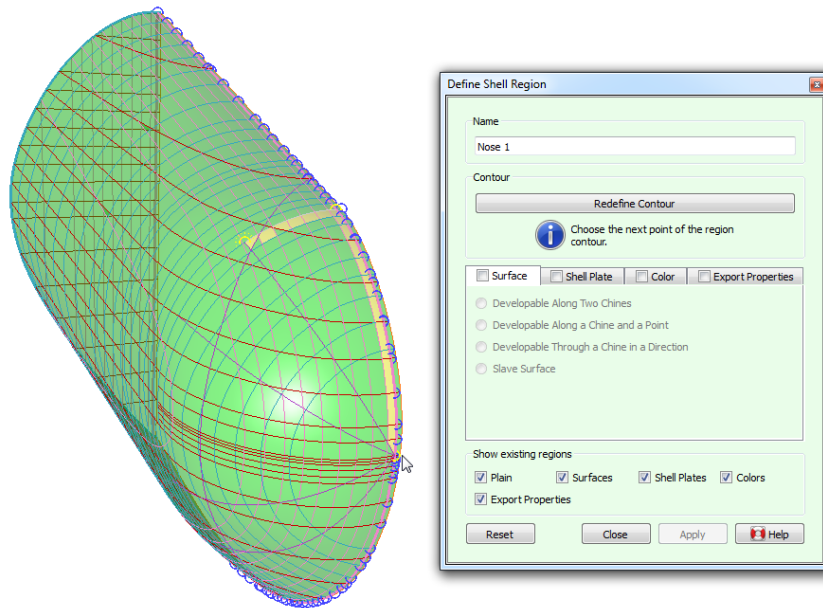 Define Shell Region
Name
Nose 1
Contour
Redefine Contour
Choose the next point of the region
contour.
Surface Shell Plate Color Export Properties
Developable Along Two Chines
Developable Along a Chine and a Point
Developable Through a Chine in a Direction
Slave Surface
Show existing regions
Plain Surfaces Shell Plates Colors
Export Properties
Reset Close Apply Help